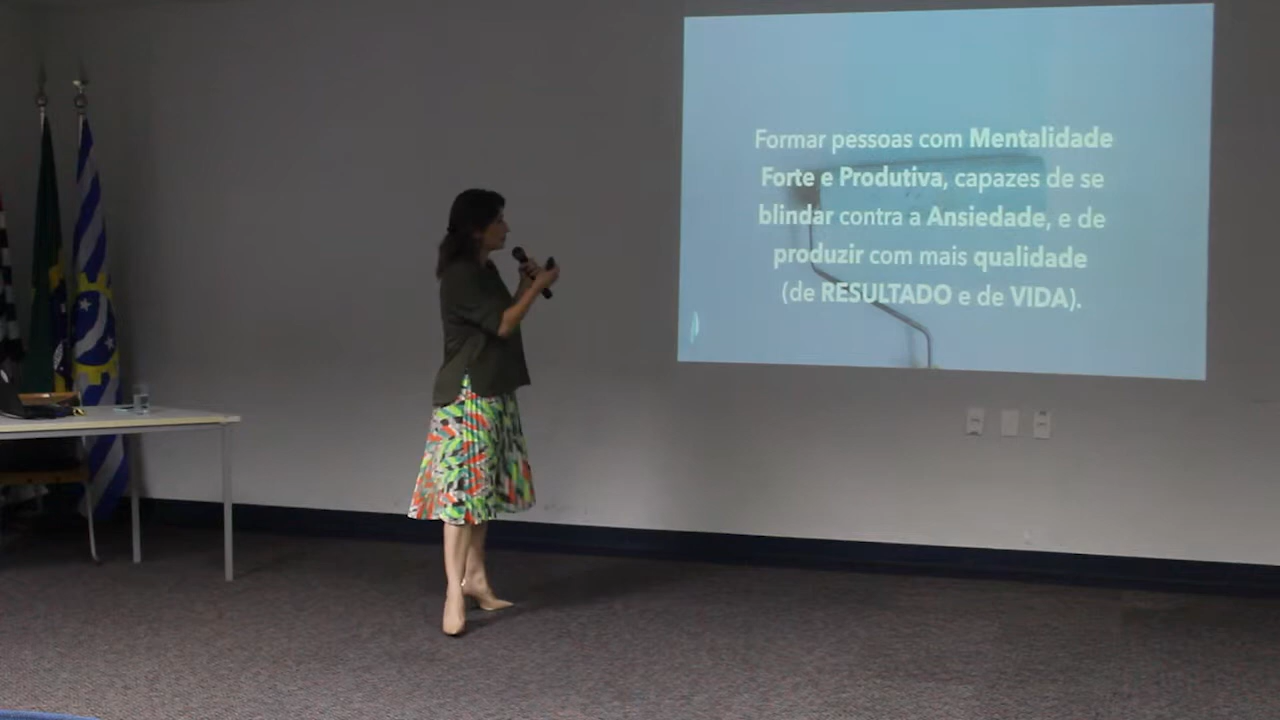 Formar pessoas com Mentalidade
Forte e Produtiva, capazes de se
blindar contra a Ansiedade, e de
produzir com mais qualidade
(de RESULTADO e de VIDA).